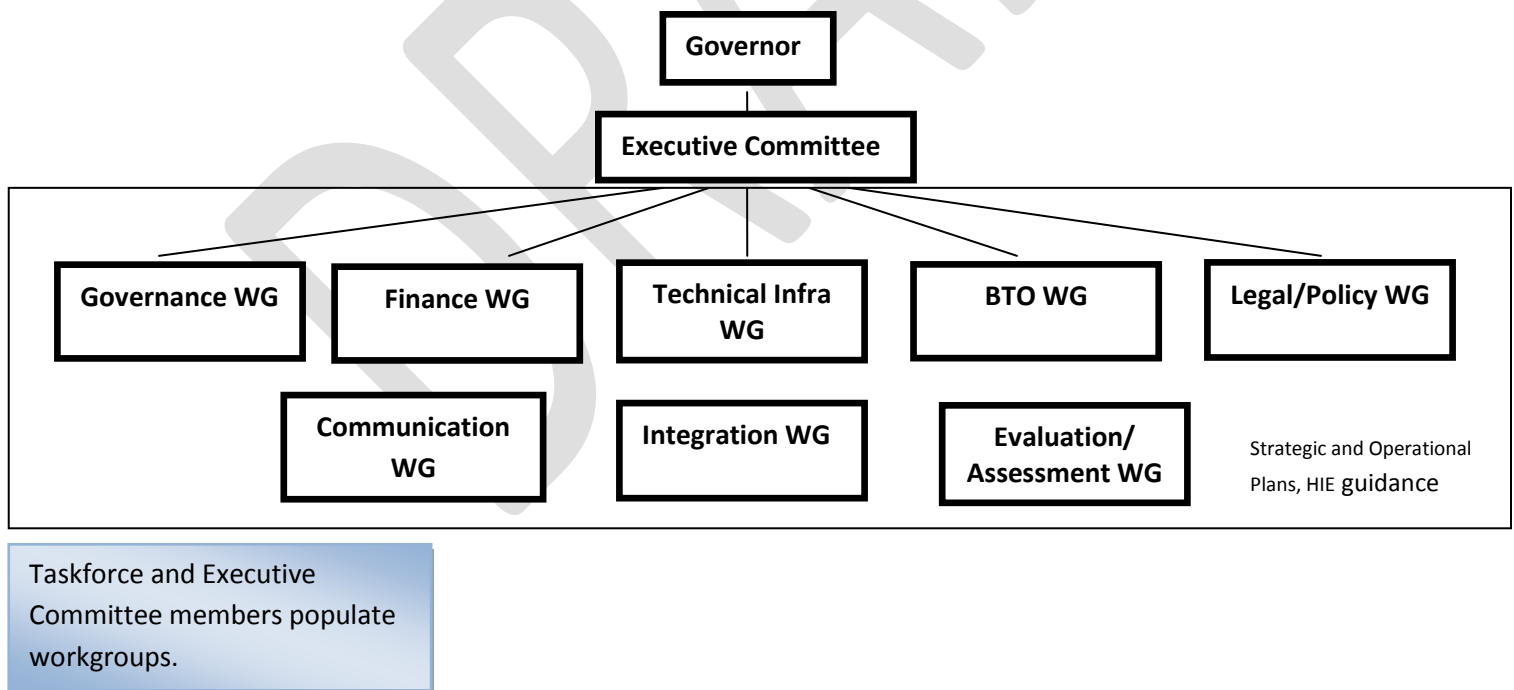 Governor
Executive Committee
Governance WG
Finance WG
Technical Infra
WG
BTO WG
Legal/Policy WG
Communication
WG
Integration WG
Evaluation/
Assessment WG
Strategic and Operational
Plans, HIE guidance
Taskforce and Executive
Committee members populate
workgroups.